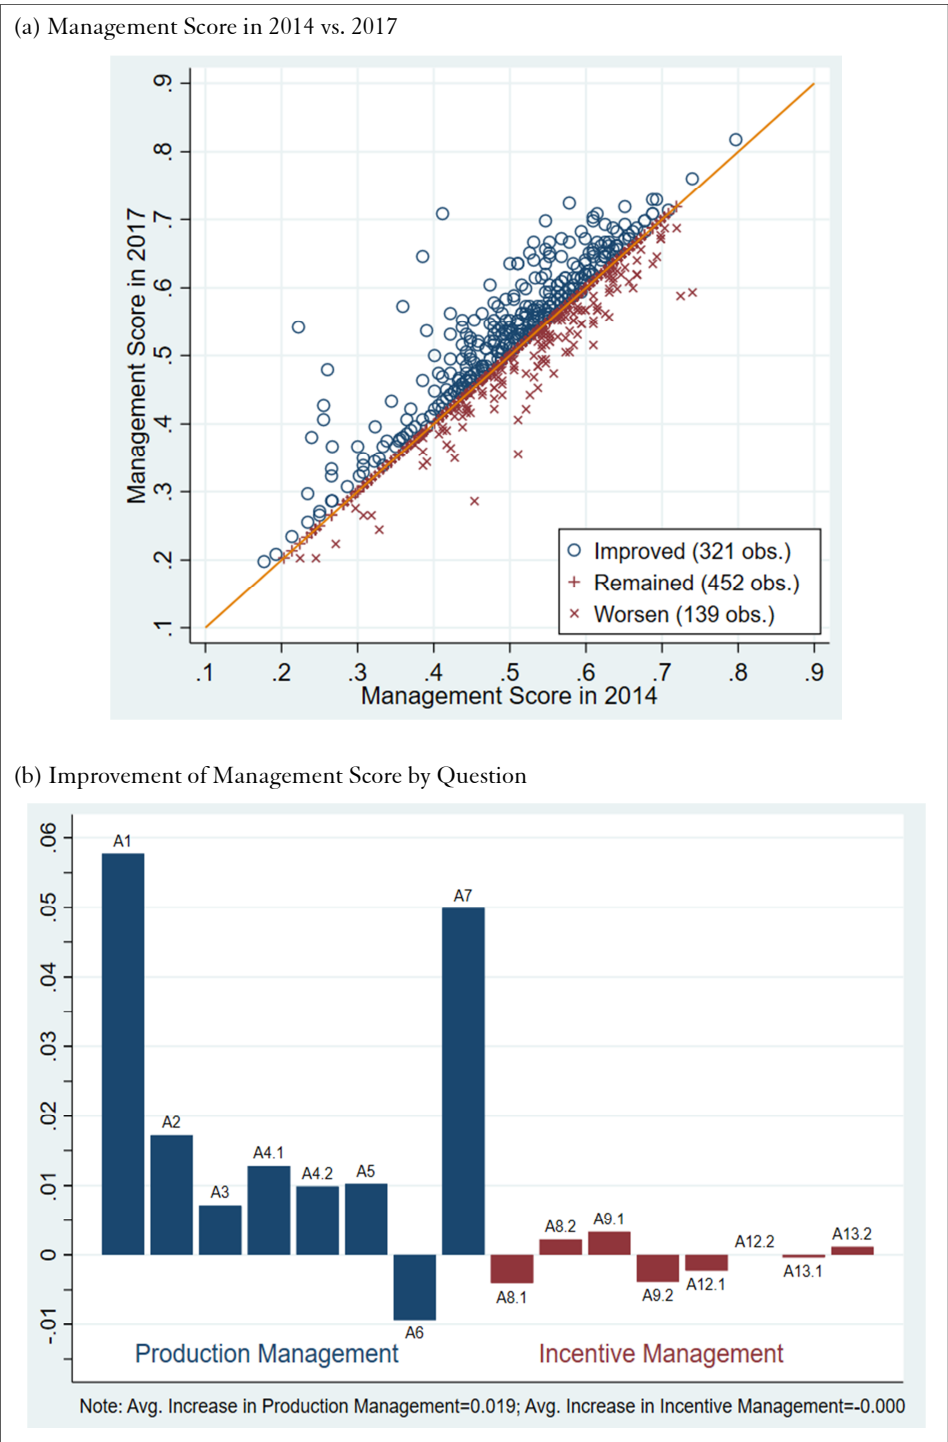 (a) Management Score in 2014 vs. 2017
Management Score in 2017
.9
.8
.7
.6
.5
.4
.3
.2
.1
Improved (321 obs.)
Remained (452 obs.)
Worsen (139 obs.)
.1 .2 .3 .4 .5 .6 .7 .8 .9
Management Score in 2014
(b) Improvement of Management Score by Question
.06
.05
.04
.03
.02
.01
0
-.01
A1
A2
A3
A4.1
A4.2
A5
A6
A7
A8.1
A8.2
A9.1
A9.2
A12.1
A12.2
A13.1
A13.2
Production Management
Incentive Management
Note: Avg. Increase in Production Management=0.019; Avg. Increase in Incentive Management=-0.000